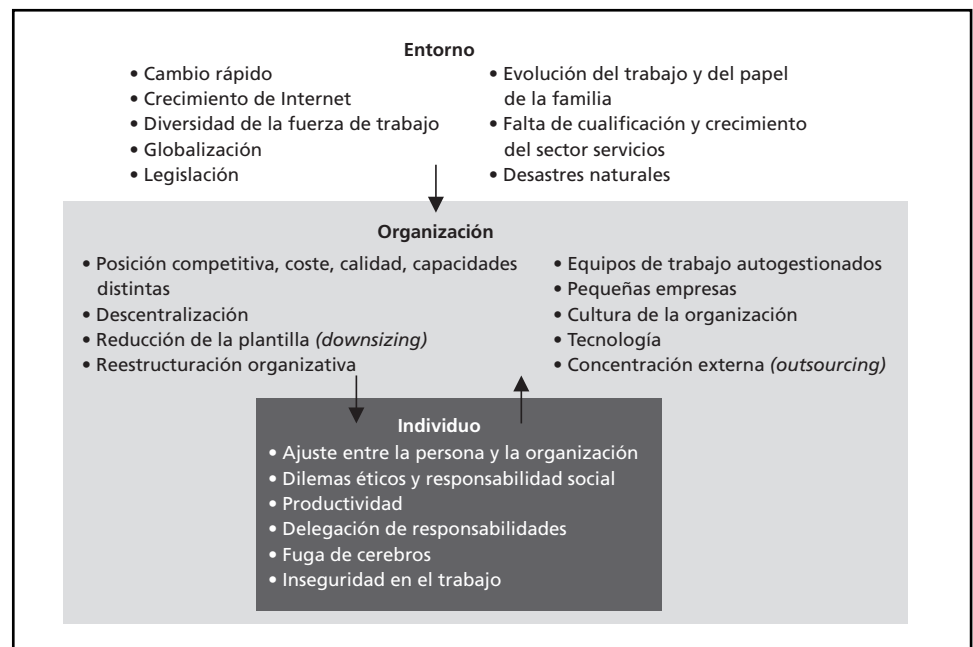 Entorno
• Cambio rápido
• Crecimiento de Internet
• Diversidad de la fuerza de trabajo
• Globalización
• Legislación
• Evolución del trabajo y del papel
de la familia
• Falta de cualificación y crecimiento
del sector servicios
• Desastres naturales
Organización
• Posición competitiva, coste, calidad, capacidades
distintas
• Descentralización
• Reducción de la plantilla (downsizing)
• Reestructuración organizativa
• Equipos de trabajo autogestionados
• Pequeñas empresas
• Cultura de la organización
• Tecnología
• Concentración externa (outsourcing)
Individuo
• Ajuste entre la persona y la organización
• Dilemas éticos y responsabilidad social
• Productividad
• Delegación de responsabilidades
• Fuga de cerebros
• Inseguridad en el trabajo